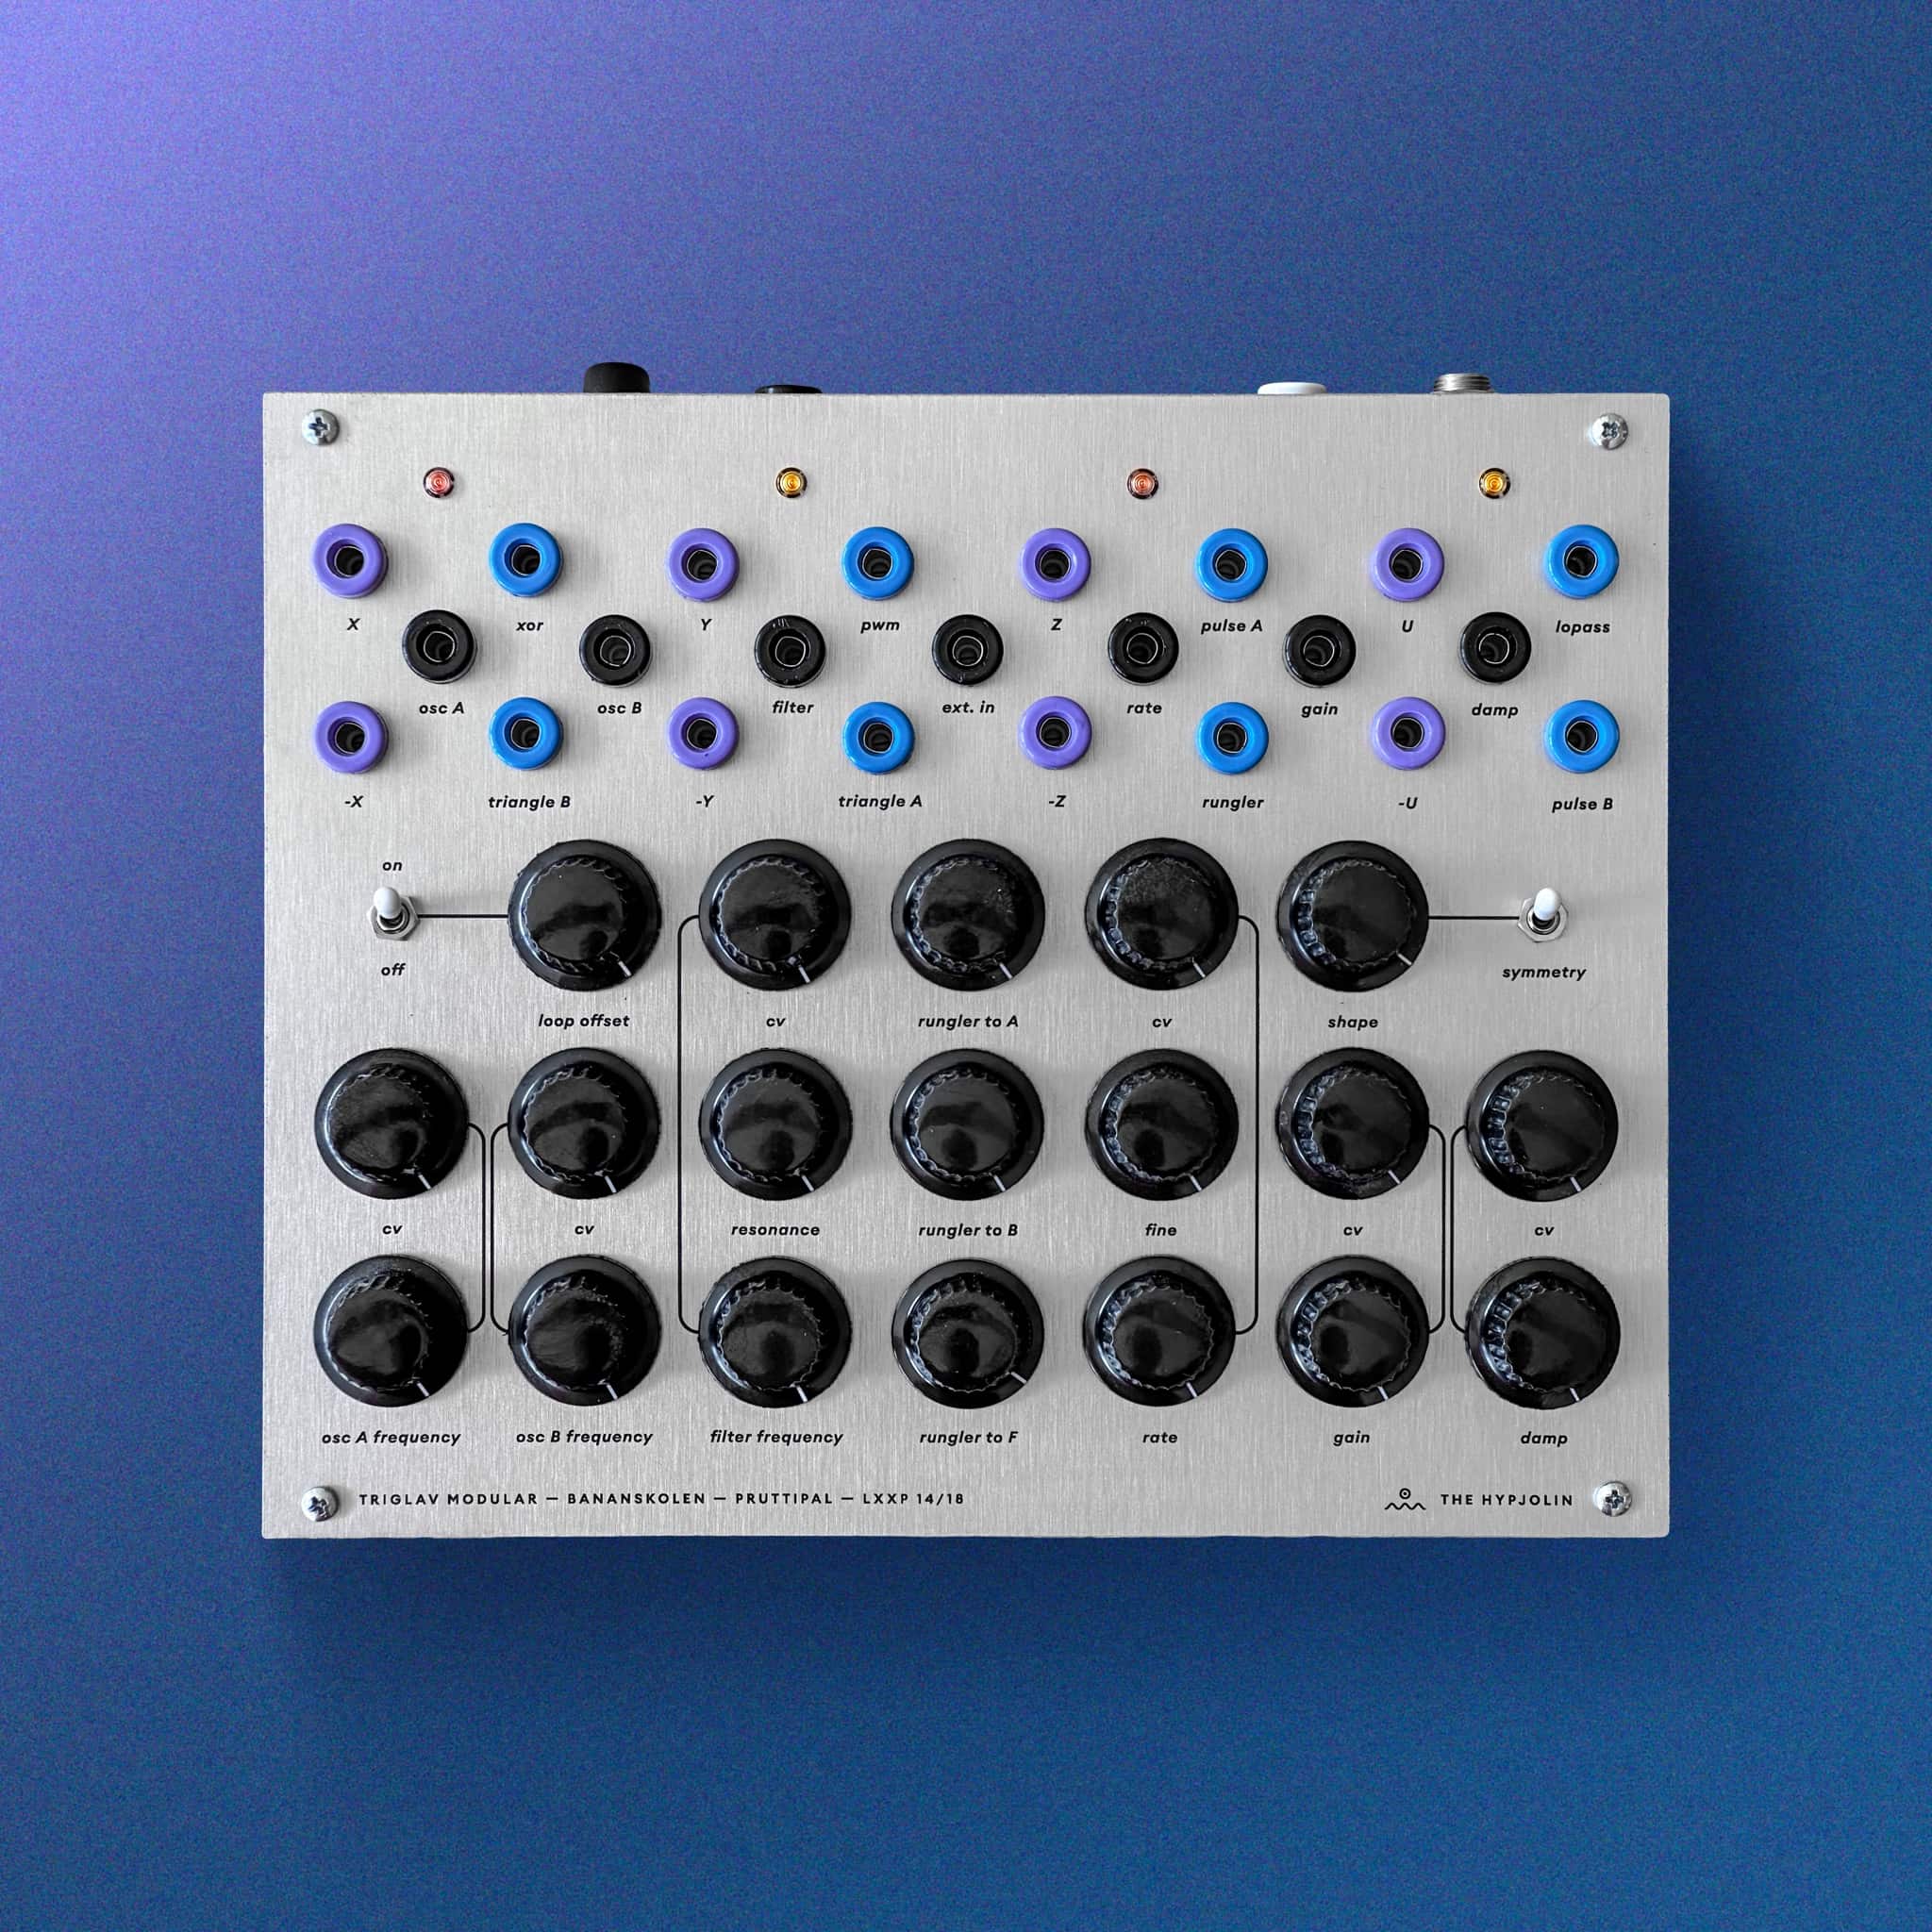 X xor Y pwm Z pulse A U lopass
osc A osc B filter ext. in rate gain damp
-X triangle B -Y triangle A -Z rungler -U pulse B
on
off
symmetry
loop offset cv rungler to A cv shape
cv cv resonance rungler to B fine cv cv
osc A frequency osc B frequency filter frequency rungler to F rate gain damp
TRIGLAV MODULAR — BANANSKOLEN — PRUTTIPAL — LXXP 14/18
THE HYPJOLIN